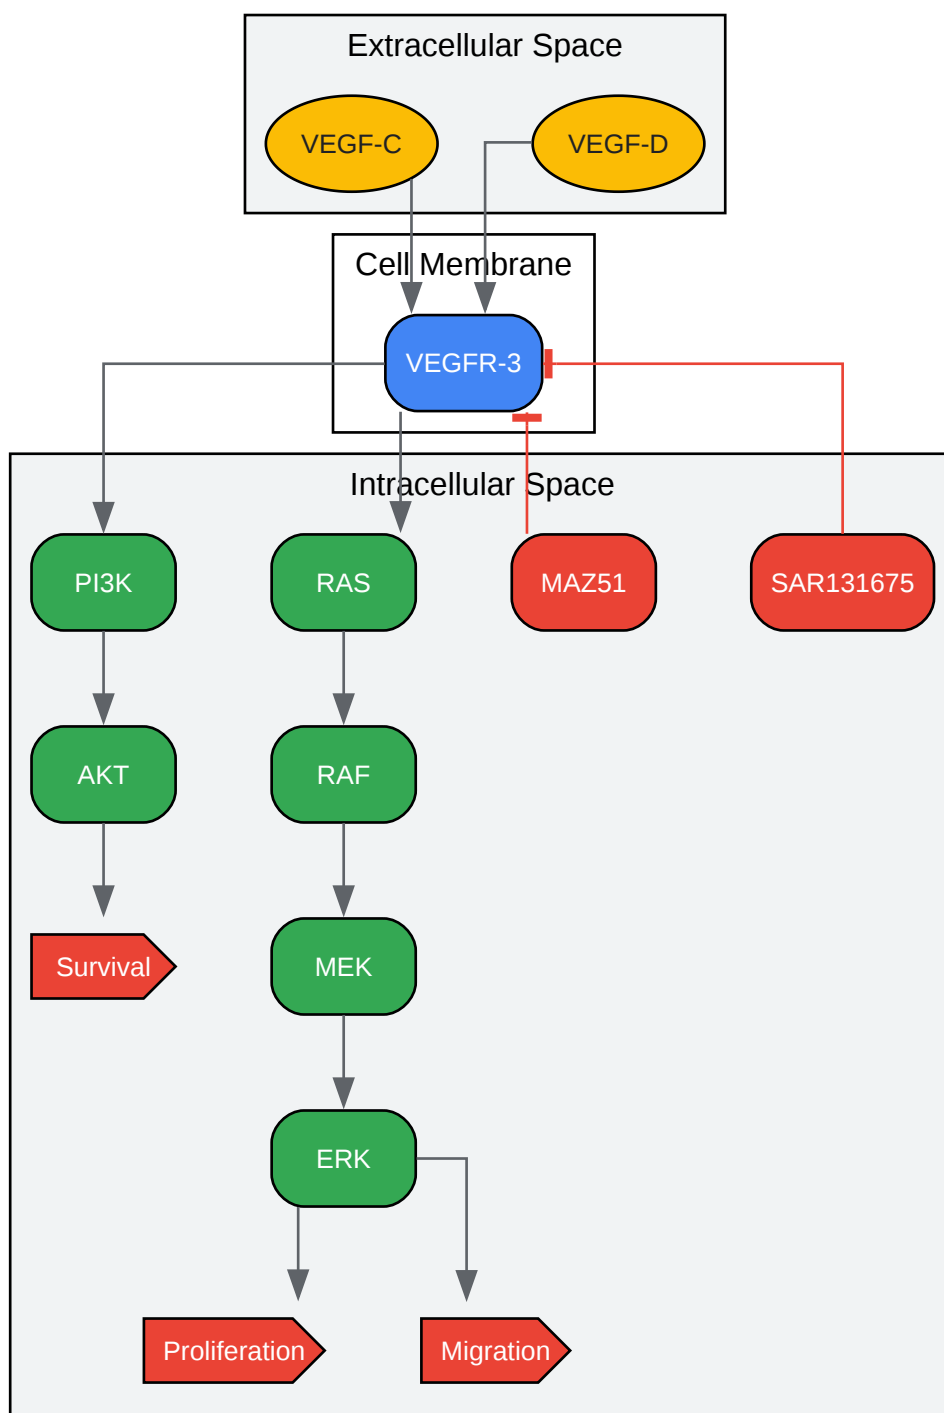 Extracellular Space
VEGF-C
VEGF-D
Cell Membrane
VEGFR-3
Intracellular Space
PI3K
RAS
MAZ51
SAR131675
AKT
RAF
Survival
MEK
ERK
Proliferation
Migration